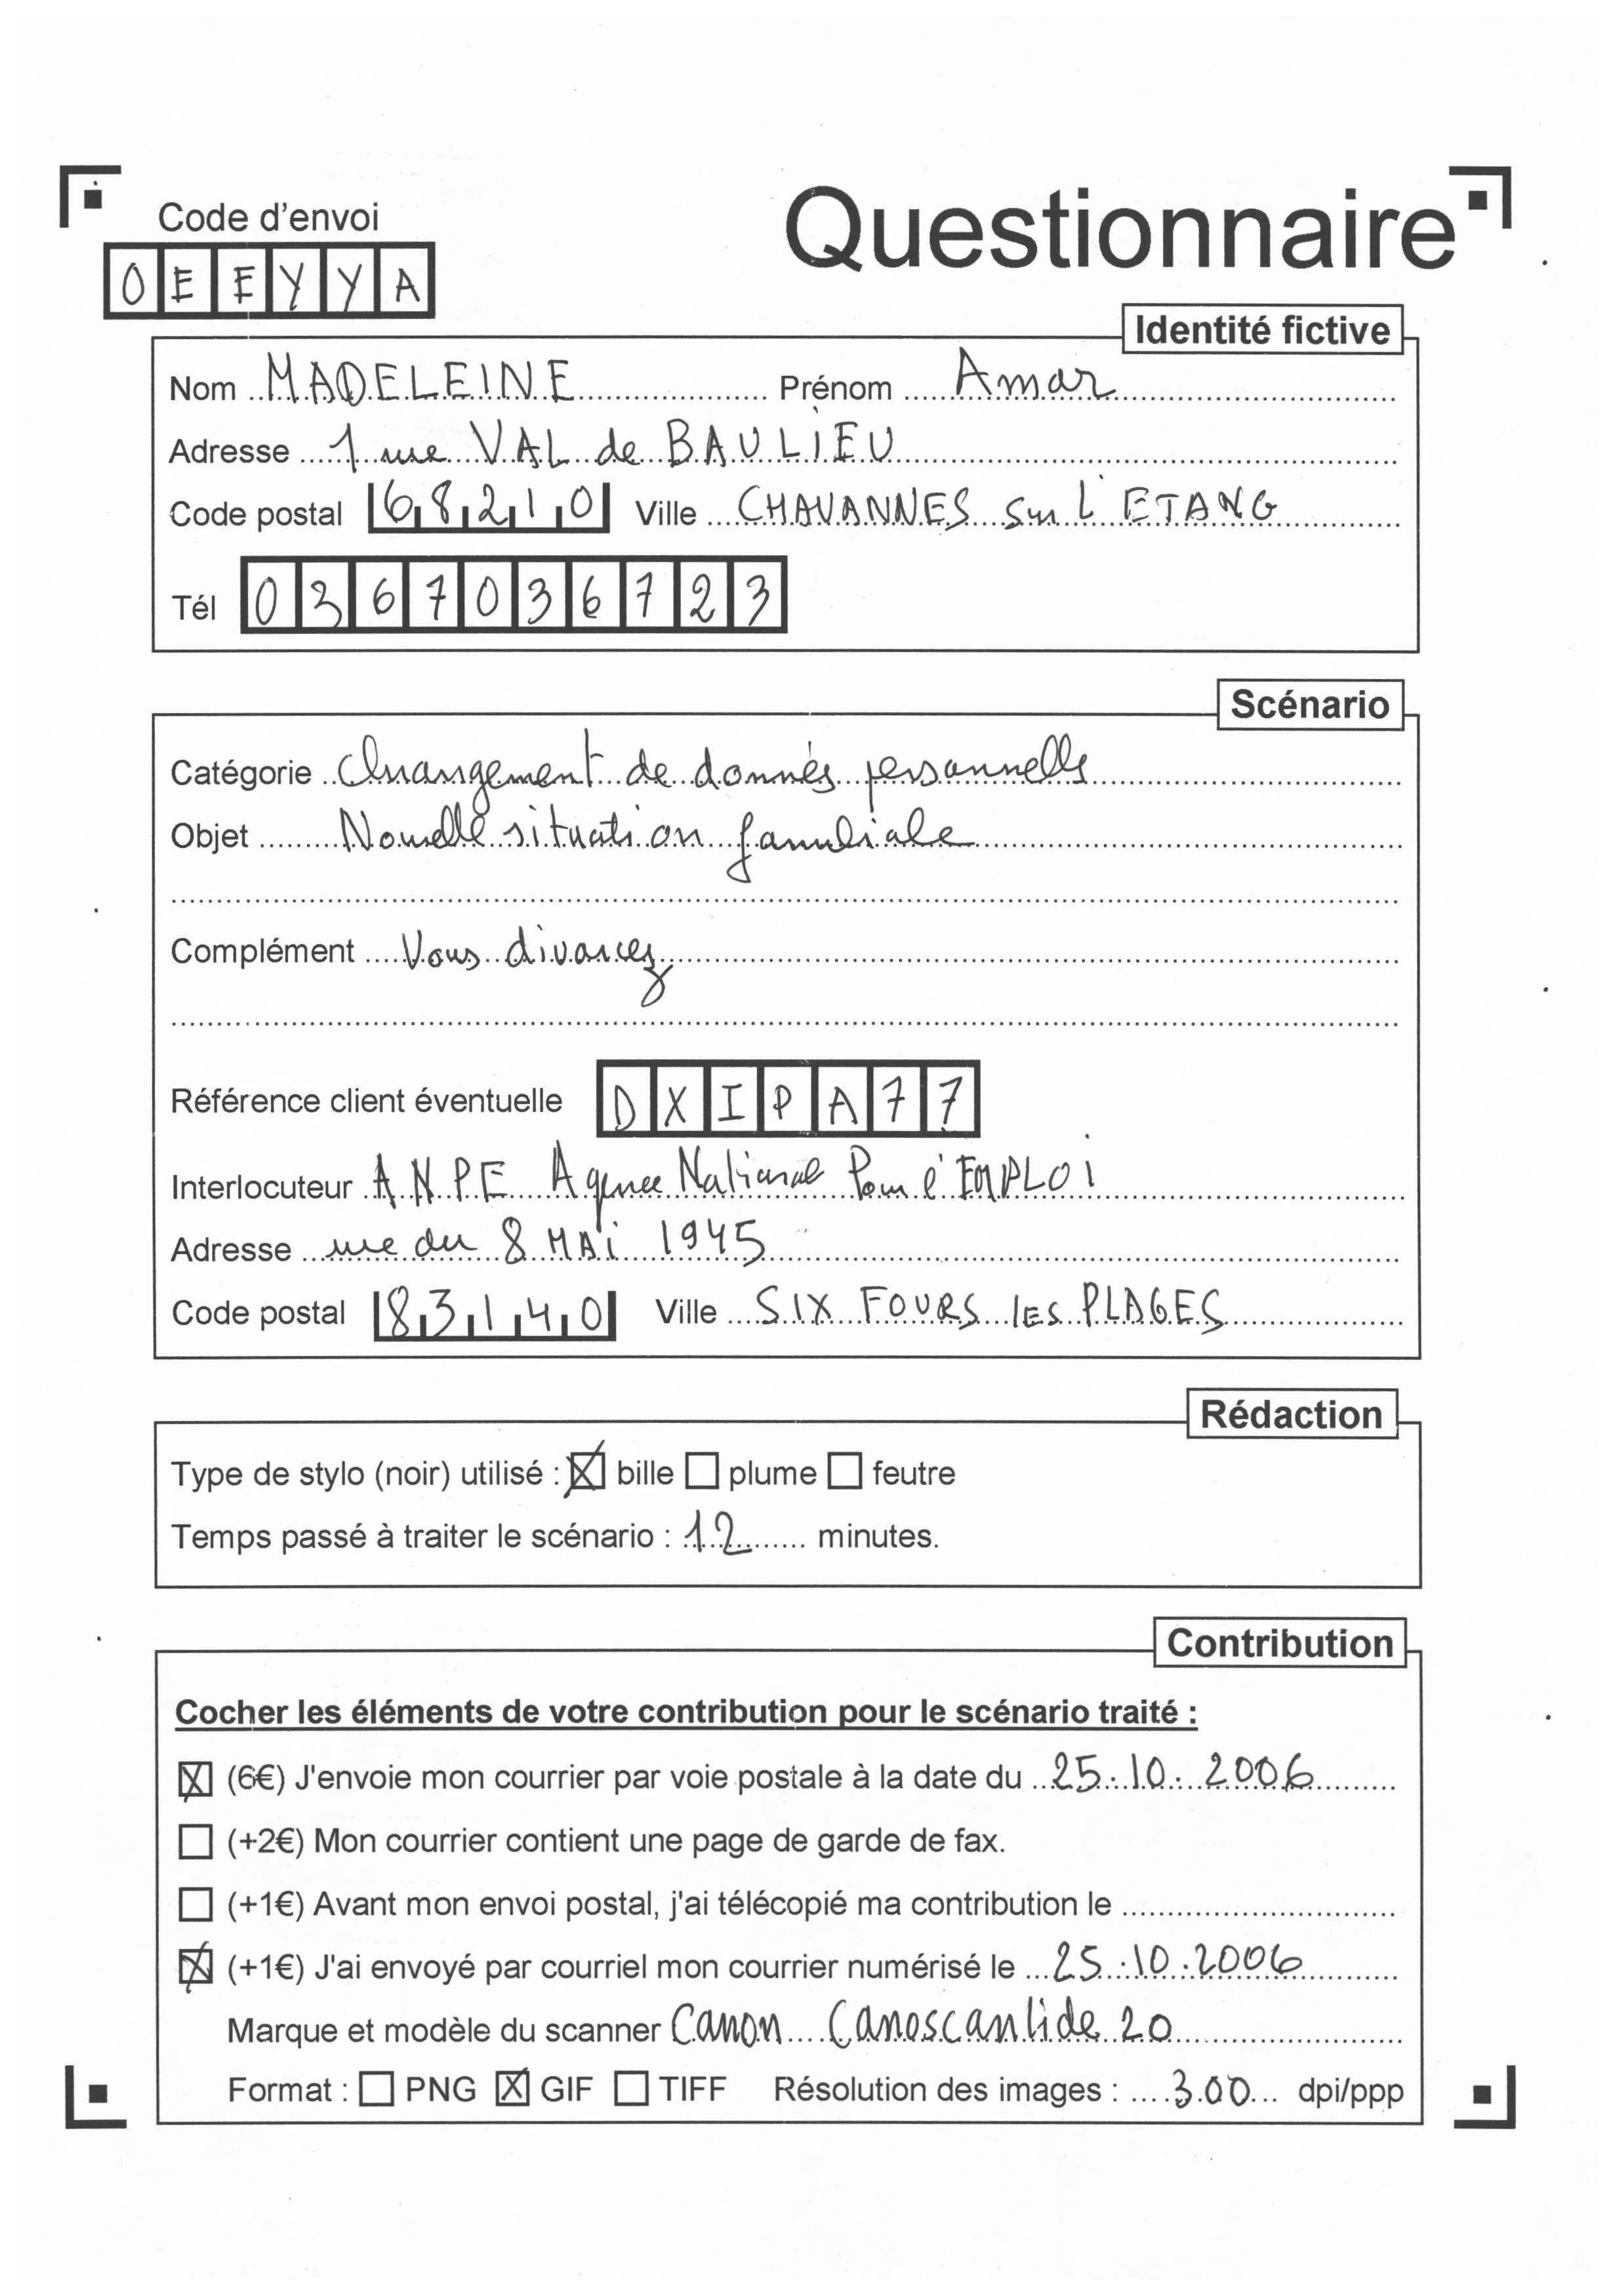 Code d'envoi
Questionnaire
OEEYYA
Identité fictive
Nom MADELEINE Prénom Amar
Adresse 1 rue VAL de BAULIEU
Code postal 68210 Ville CHAVANNES sur L'ETANG
Tél 0367036723
Scénario
Catégorie Changement de donnés personnelle
Objet Nouvelle situation familiale
Complément Vous divorcez
Référence client éventuelle DXIPA77
Interlocuteur ANPE Agence National Pour l'EMPLOI
Adresse rue du 8 MAI 1945
Code postal 83140 Ville SIX FOURS lES PLAGES
Rédaction
Type de stylo (noir) utilisé : bille plume feutre
Temps passé à traiter le scénario : 12 minutes.
Contribution
Cocher les éléments de votre contribution pour le scénario traité :
(6€) J'envoie mon courrier par voie postale à la date du 25.10.2006
(+2€) Mon courrier contient une page de garde de fax.
(+1€) Avant mon envoi postal, j'ai télécopié ma contribution le
(+1€) J'ai envoyé par courriel mon courrier numérisé le 25.10.2006
Marque et modèle du scanner Canon Canoscanlide 20
Format : PNG GIF TIFF Résolution des images : 300 dpi/ppp